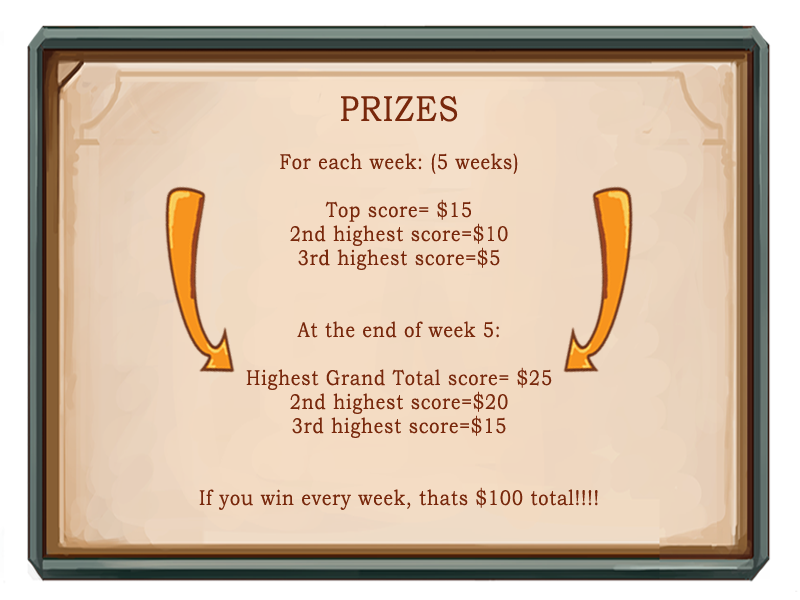 PRIZES
For each week: (5 weeks)
Top score= $15
2nd highest score=$10
3rd highest score=$5
At the end of week 5:
Highest Grand Total score= $25
2nd highest score=$20
3rd highest score=$15
If you win every week, thats $100 total!!!!